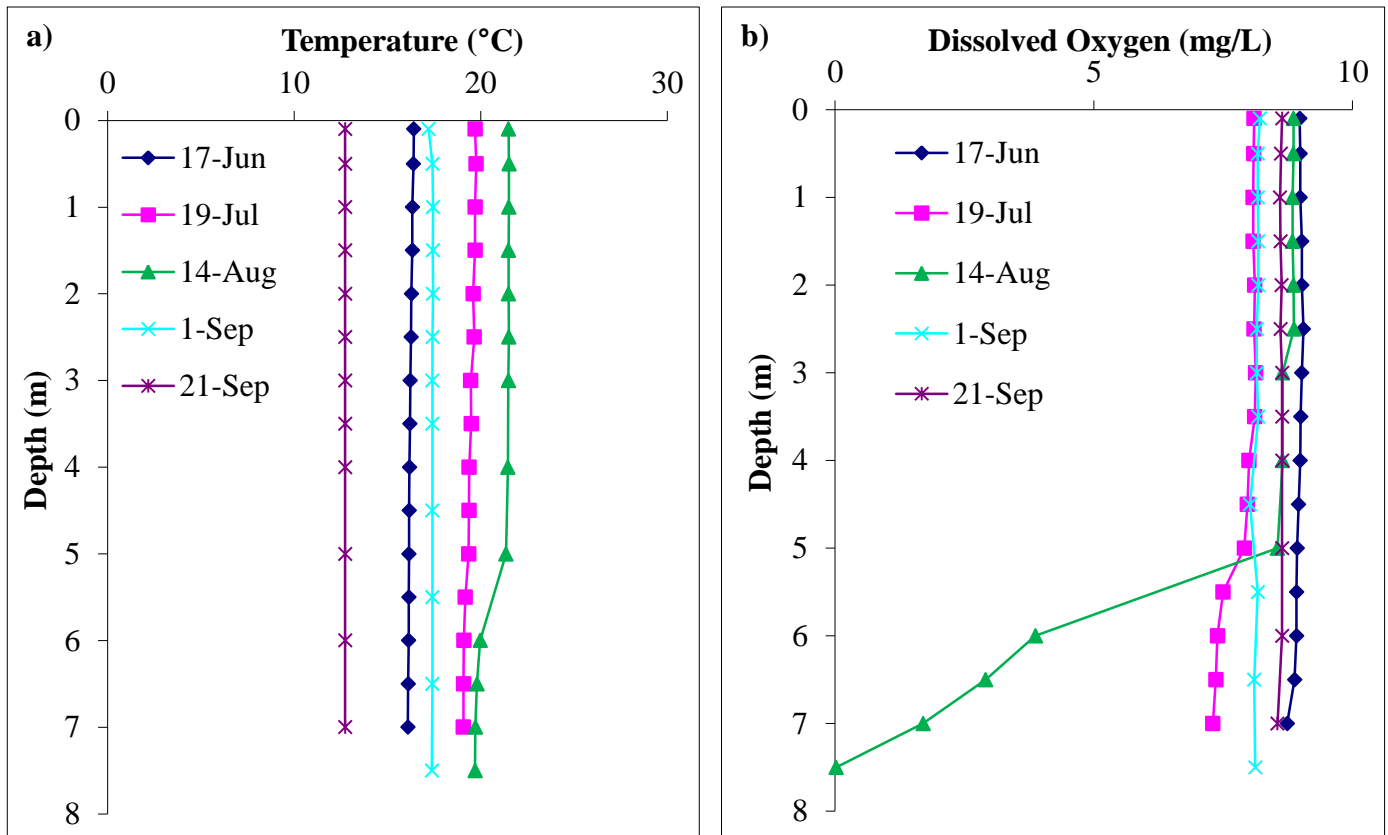 a)
Temperature (°C)
0 10 20 30
0
1
2
3
4
5
6
7
8
Depth (m)
17-Jun
19-Jul
14-Aug
1-Sep
21-Sep
b)
Dissolved Oxygen (mg/L)
0 5 10
0
1
2
3
4
5
6
7
8
Depth (m)
17-Jun
19-Jul
14-Aug
1-Sep
21-Sep